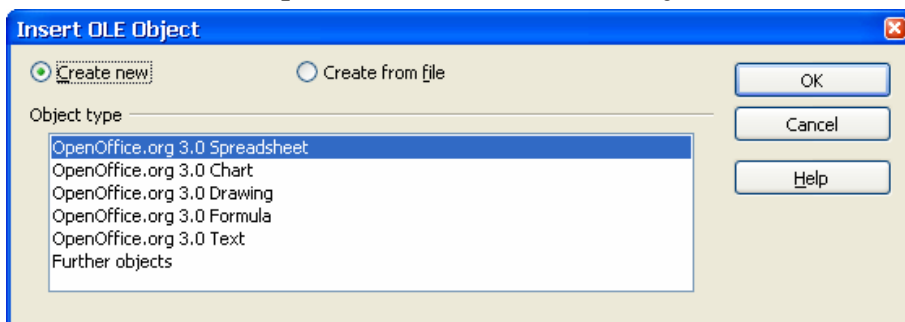 Insert OLE Object
Create new
Create from file
OK
Object type
Cancel
OpenOffice.org 3.0 Spreadsheet
OpenOffice.org 3.0 Chart
Help
OpenOffice.org 3.0 Drawing
OpenOffice.org 3.0 Formula
OpenOffice.org 3.0 Text
Further objects